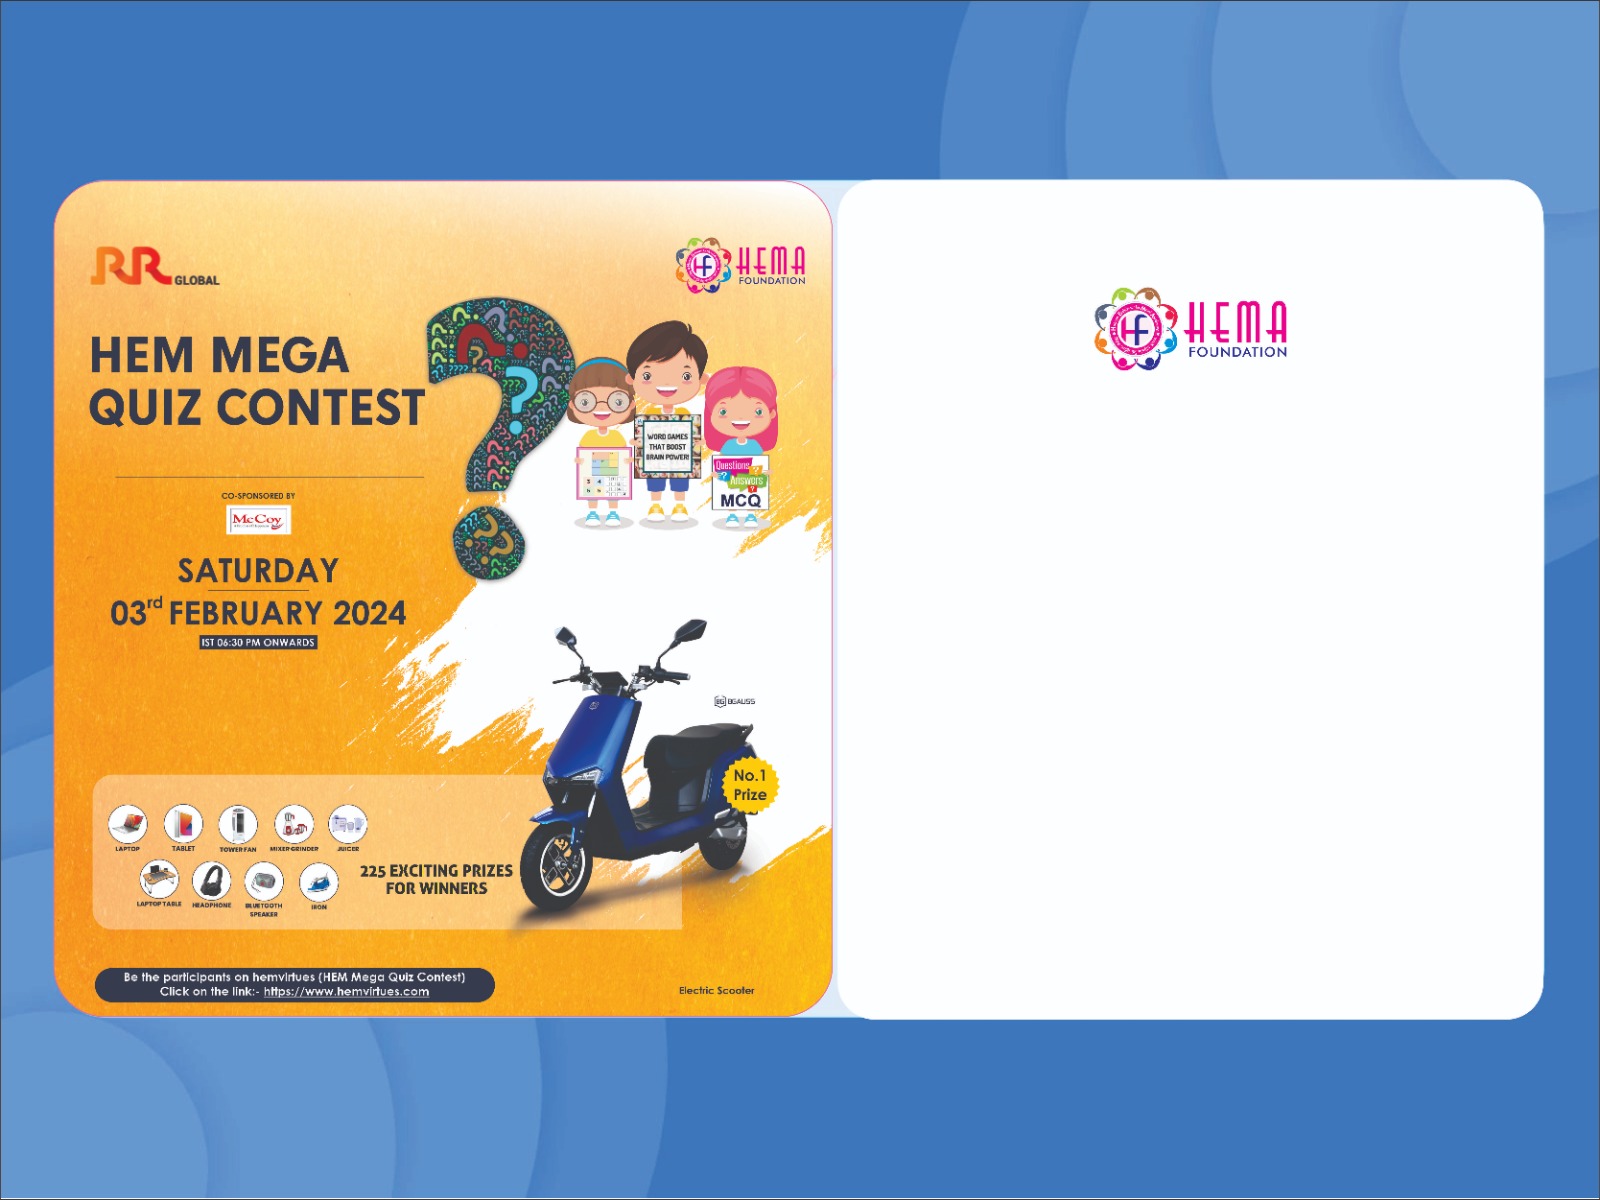 RR GLOBAL
HEMA
FOUNDATION
HEM MEGA
QUIZ CONTEST
CO-SPONSORED BY
McCoy
SATURDAY
03rd FEBRUARY 2024
IST 06:30 PM ONWARDS
WORD GAMES
THAT BOOST
BRAIN POWER!
Questions
Answers
MCQ
BG BGAUSS
No.1
Prize
LAPTOP TABLET TOWER FAN MIXER GRINDER JUICER
LAPTOP TABLE HEADPHONE BLUETOOTH SPEAKER IRON
225 EXCITING PRIZES
FOR WINNERS
Be the participants on hemvirtues (HEM Mega Quiz Contest)
Click on the link:- https://www.hemvirtues.com
Electric Scooter
HEMA
FOUNDATION